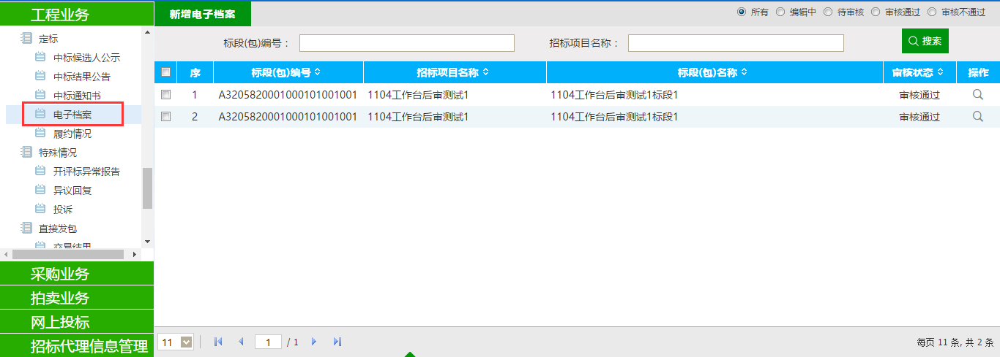 工程业务
定标
中标候选人公示
中标结果公告
中标通知书
电子档案
履约情况
特殊情况
开评标异常报告
异议回复
投诉
直接发包
交易结果
采购业务
拍卖业务
网上投标
招标代理信息管理
新增电子档案
所有 编辑中 待审核 审核通过 审核不通过
标段(包)编号： 招标项目名称： 搜索
序 标段(包)编号 招标项目名称 标段(包)名称 审核状态 操作
1 A3205820001000101001001 1104工作台后审测试1 1104工作台后审测试1标段1 审核通过
2 A3205820001000101001001 1104工作台后审测试1 1104工作台后审测试1标段1 审核通过
11 1 / 1 每页 11 条, 共 2 条